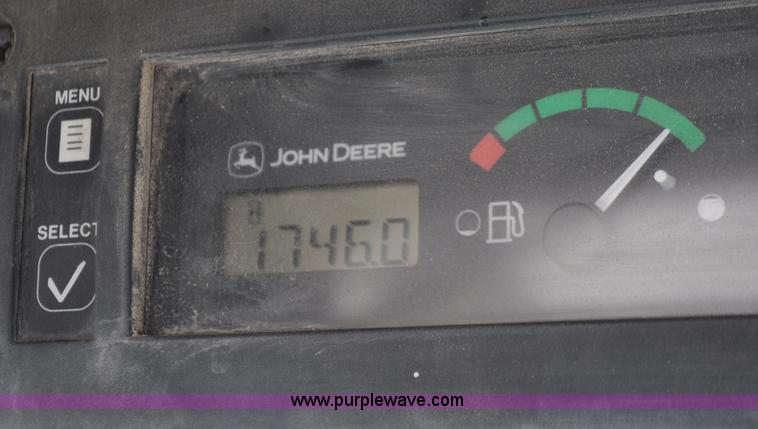 MENU
JOHN DEERE
1746.0
SELECT
www.purplewave.com